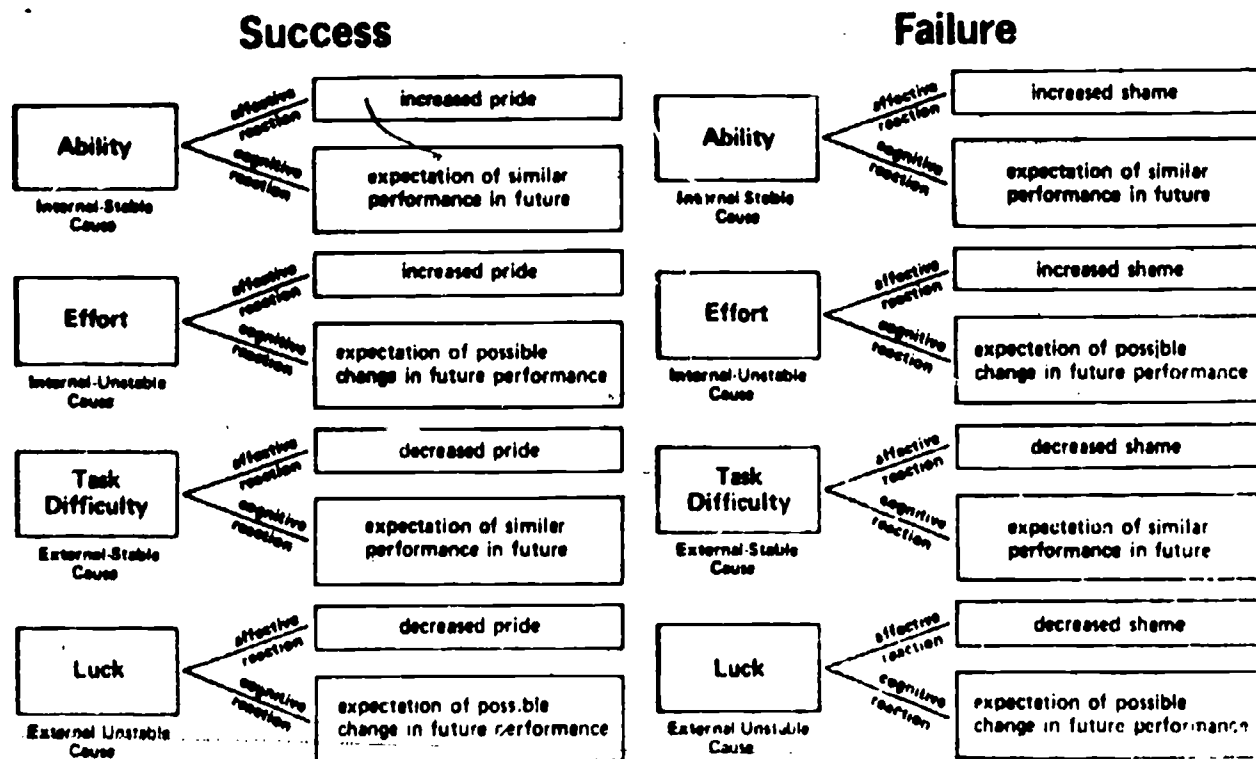 Success
affective
reaction
increased pride
Ability
cognitive
reaction
expectation of similar
performance in future
Internal-Stable
Cause
affective
reaction
increased pride
Effort
cognitive
reaction
expectation of possible
change in future performance
Internal-Unstable
Cause
affective
reaction
decreased pride
Task
Difficulty
cognitive
reaction
expectation of similar
performance in future
External-Stable
Cause
affective
reaction
decreased pride
Luck
cognitive
reaction
expectation of possible
change in future performance
External Unstable
Cause
Failure
affective
reaction
increased shame
Ability
cognitive
reaction
expectation of similar
performance in future
Internal Stable
Cause
affective
reaction
increased shame
Effort
cognitive
reaction
expectation of possible
change in future performance
Internal-Unstable
Cause
affective
reaction
decreased shame
Task
Difficulty
cognitive
reaction
expectation of similar
performance in future
External-Stable
Cause
affective
reaction
decreased shame
Luck
cognitive
reaction
expectation of possible
change in future performance
External Unstable
Cause